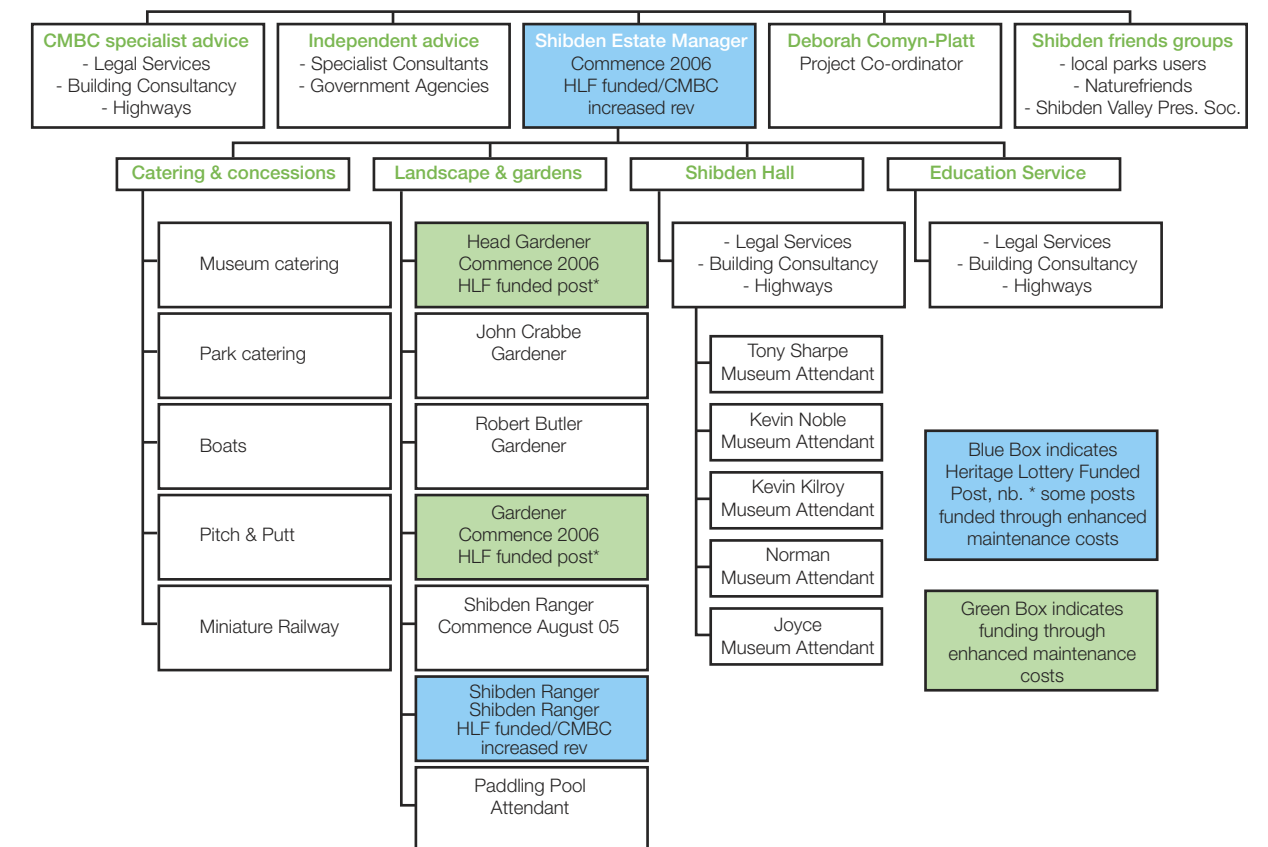 CMBC specialist advice
- Legal Services
- Building Consultancy
- Highways
Independent advice
- Specialist Consultants
- Government Agencies
Shibden Estate Manager
Commence 2006
HLF funded/CMBC
increased rev
Deborah Comyn-Platt
Project Co-ordinator
Shibden friends groups
- local parks users
- Naturefriends
- Shibden Valley Pres. Soc.
Catering & concessions
Museum catering
Park catering
Boats
Pitch & Putt
Miniature Railway
Landscape & gardens
Head Gardener
Commence 2006
HLF funded post*
John Crabbe
Gardener
Robert Butler
Gardener
Gardener
Commence 2006
HLF funded post*
Shibden Ranger
Commence August 05
Shibden Ranger
Shibden Ranger
HLF funded/CMBC
increased rev
Paddling Pool
Attendant
Shibden Hall
- Legal Services
- Building Consultancy
- Highways
Tony Sharpe
Museum Attendant
Kevin Noble
Museum Attendant
Kevin Kilroy
Museum Attendant
Norman
Museum Attendant
Joyce
Museum Attendant
Education Service
- Legal Services
- Building Consultancy
- Highways
Blue Box indicates
Heritage Lottery Funded
Post, nb. * some posts
funded through enhanced
maintenance costs
Green Box indicates
funding through
enhanced maintenance
costs